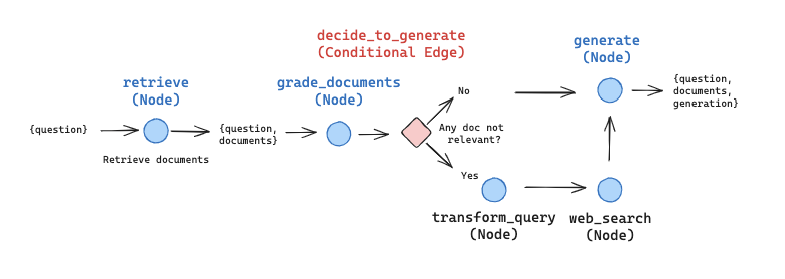 decide_to_generate
(Conditional Edge)
generate
(Node)
retrieve
(Node)
grade_documents
(Node)
No
{question,
documents,
generation}
{question}
{question,
documents}
Any doc not
relevant?
Retrieve documents
Yes
transform_query
(Node)
web_search
(Node)